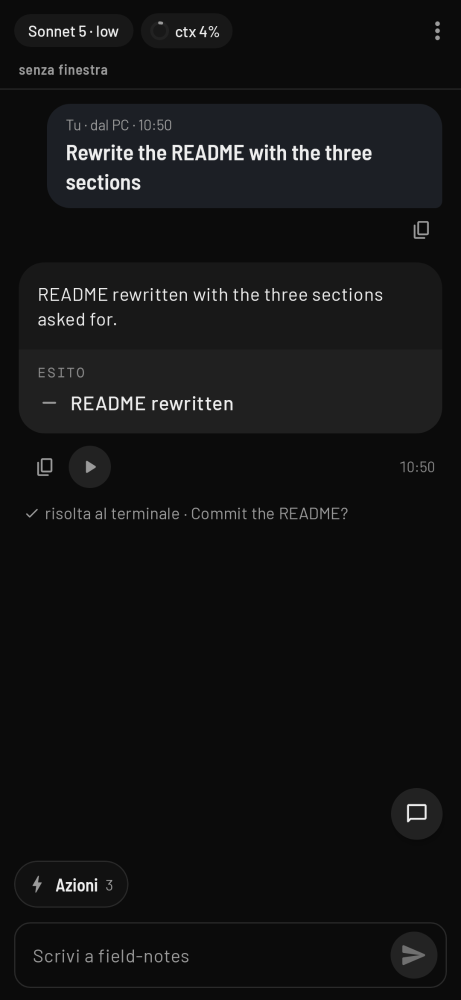 Sonnet 5 · low
ctx 4%
senza finestra
Tu · dal PC · 10:50
Rewrite the README with the three
sections
README rewritten with the three sections
asked for.
ESITO
— README rewritten
10:50
✓ risolta al terminale · Commit the README?
Azioni 3
Scrivi a field-notes